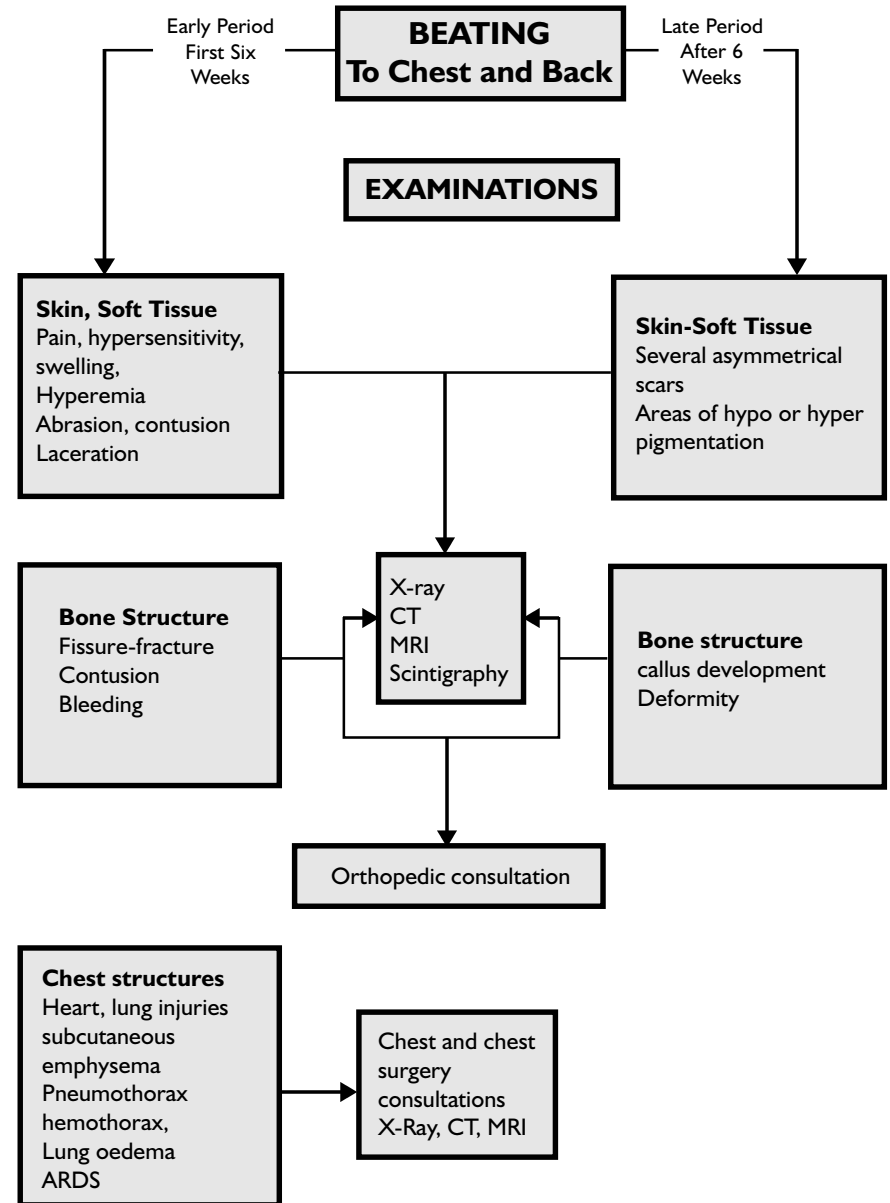 Early Period
First Six
Weeks
BEATING
To Chest and Back
Late Period
After 6
Weeks
EXAMINATIONS
Skin, Soft Tissue
Pain, hypersensitivity,
swelling,
Hyperemia
Abrasion, contusion
Laceration
Skin-Soft Tissue
Several asymmetrical
scars
Areas of hypo or hyper
pigmentation
Bone Structure
Fissure-fracture
Contusion
Bleeding
X-ray
CT
MRI
Scintigraphy
Bone structure
callus development
Deformity
Orthopedic consultation
Chest structures
Heart, lung injuries
subcutaneous
emphysema
Pneumothorax
hemothorax,
Lung oedema
ARDS
Chest and chest
surgery
consultations
X-Ray, CT, MRI